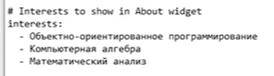 # Interests to show in About widget
interests:
  - Объектно-ориентированное программирование
  - Компьютерная алгебра
  - Математический анализ